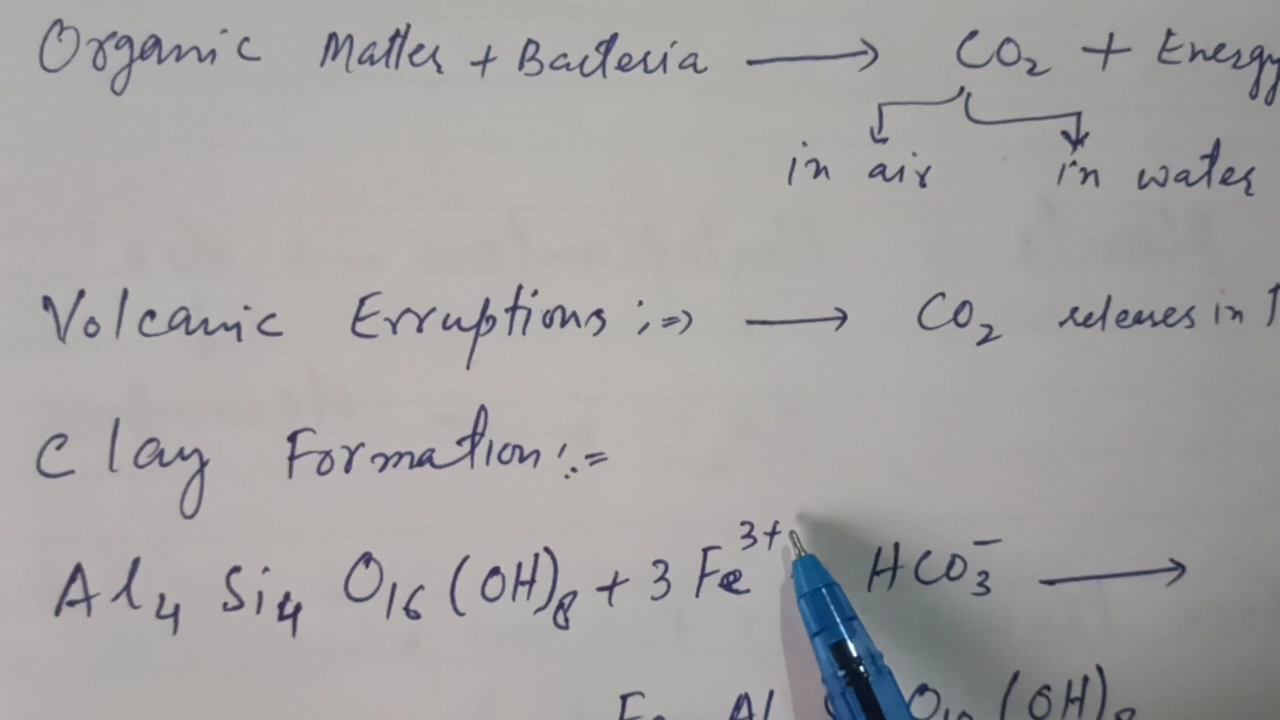 Organic Matter + Bacteria ⟶ CO₂ + Energy
in air in water
Volcanic Erruptions :⇒ ⟶ CO₂ releases in
Clay Formation :=
Al₄ Si₄ O₁₆ (OH)₈ + 3 Fe³⁺ HCO₃⁻ ⟶
Al (OH)₈